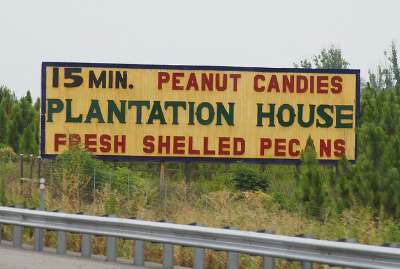 15 MIN. PEANUT CANDIES
PLANTATION HOUSE
FRESH SHELLED PECANS